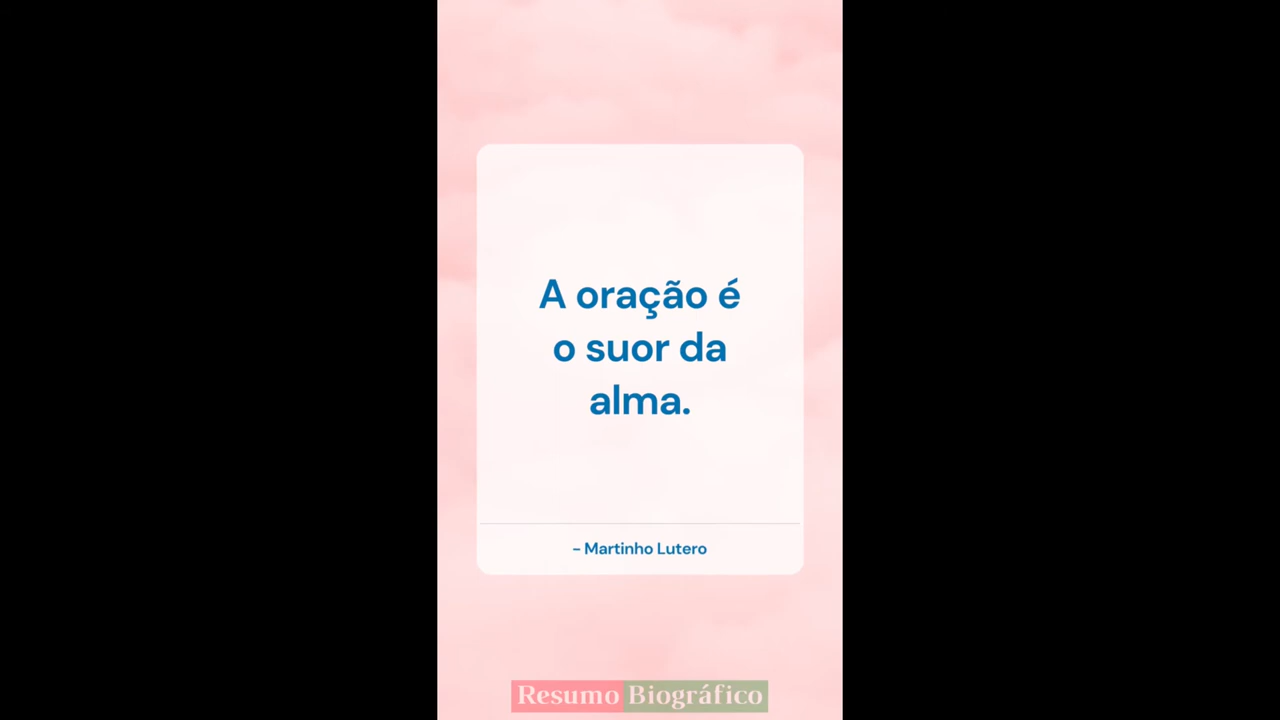 A oração é
o suor da
alma.
- Martinho Lutero
Resumo Biográfico